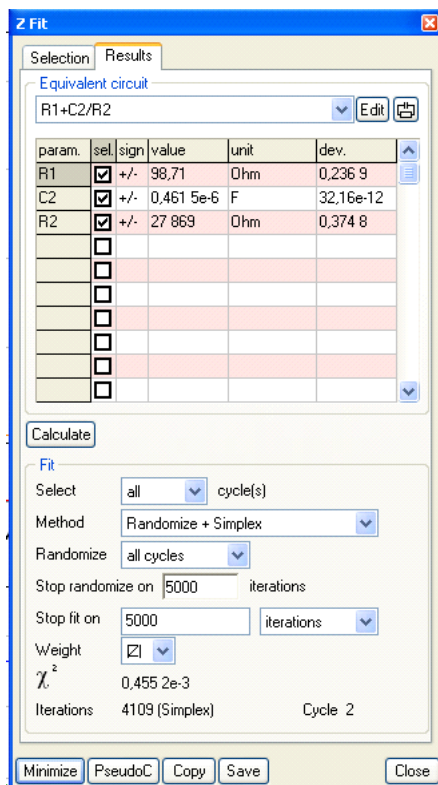 Z Fit
Selection Results
Equivalent circuit
R1+C2/R2 Edit
param. sel. sign value unit dev.
R1 +/- 98,71 Ohm 0,236 9
C2 +/- 0,461 5e-6 F 32,16e-12
R2 +/- 27 869 Ohm 0,374 8
Calculate
Fit
Select all cycle(s)
Method Randomize + Simplex
Randomize all cycles
Stop randomize on 5000 iterations
Stop fit on 5000 iterations
Weight |Z|
χ² 0,455 2e-3
Iterations 4109 (Simplex) Cycle 2
Minimize PseudoC Copy Save Close